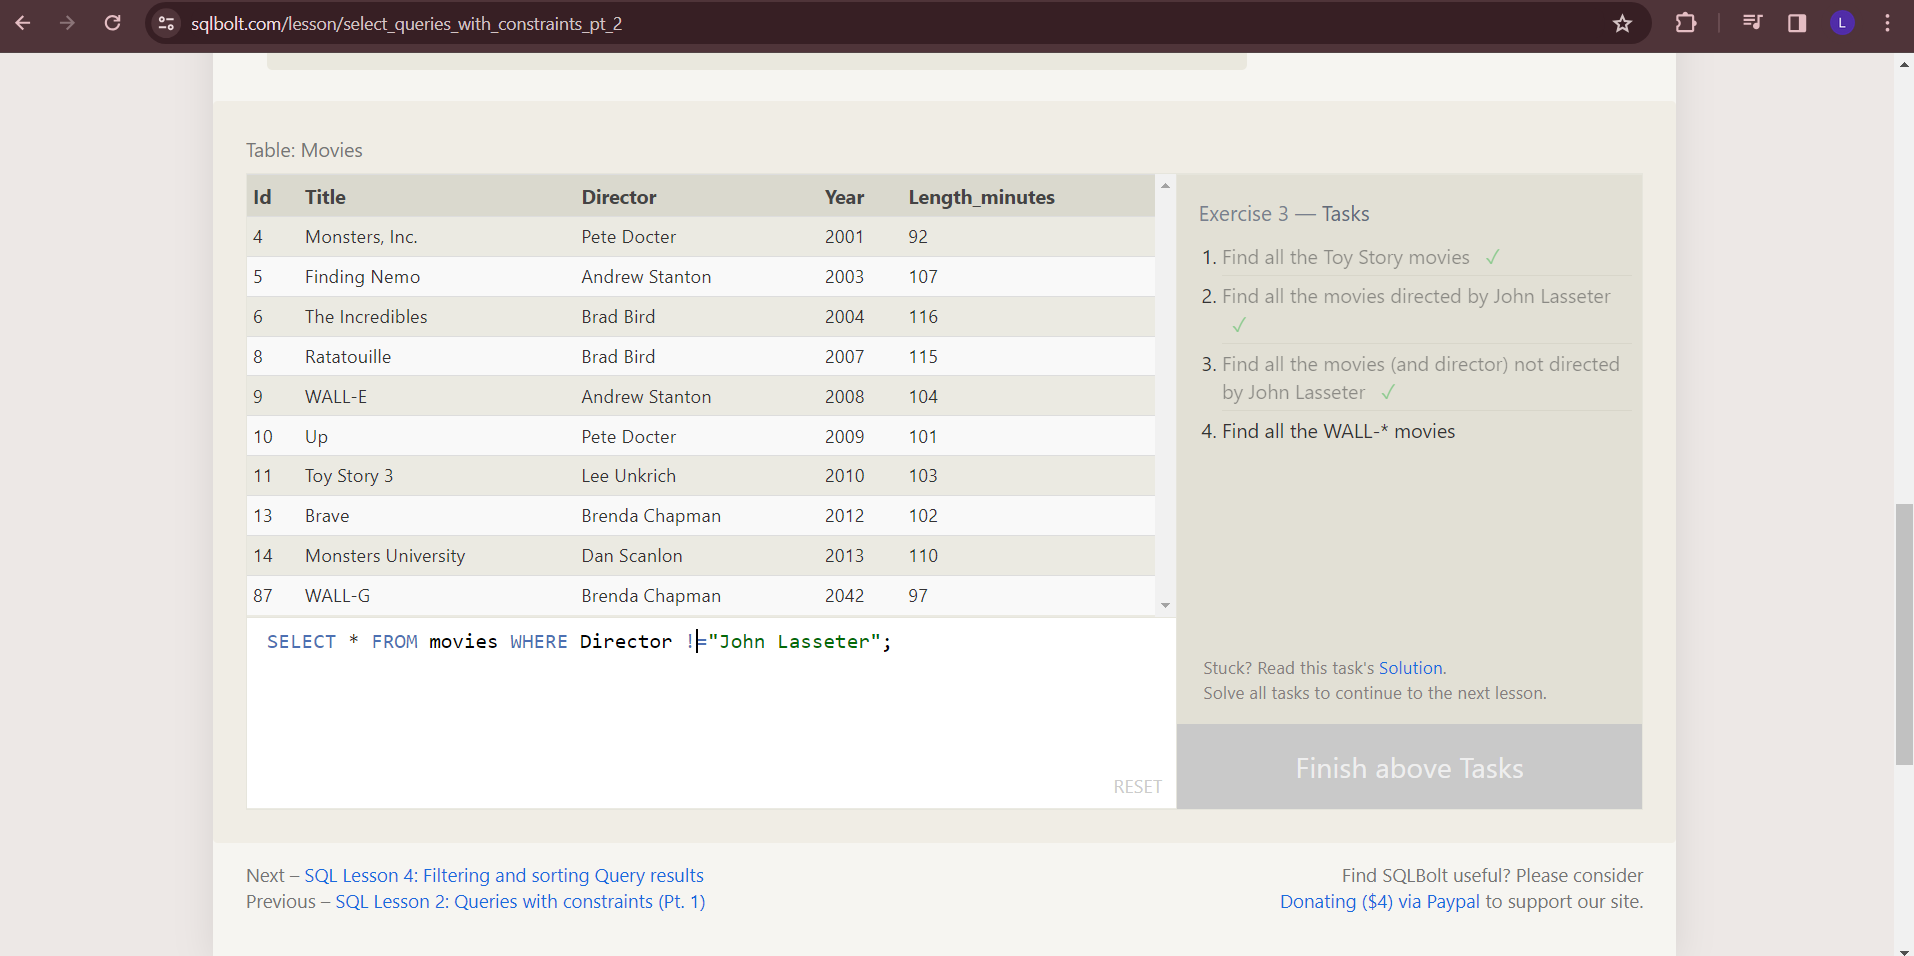 sqlbolt.com/lesson/select_queries_with_constraints_pt_2
L
Table: Movies
Id Title Director Year Length_minutes
4 Monsters, Inc. Pete Docter 2001 92
5 Finding Nemo Andrew Stanton 2003 107
6 The Incredibles Brad Bird 2004 116
8 Ratatouille Brad Bird 2007 115
9 WALL-E Andrew Stanton 2008 104
10 Up Pete Docter 2009 101
11 Toy Story 3 Lee Unkrich 2010 103
13 Brave Brenda Chapman 2012 102
14 Monsters University Dan Scanlon 2013 110
87 WALL-G Brenda Chapman 2042 97
SELECT * FROM movies WHERE Director !="John Lasseter";
RESET
Exercise 3 — Tasks
1. Find all the Toy Story movies ✓
2. Find all the movies directed by John Lasseter
✓
3. Find all the movies (and director) not directed
by John Lasseter ✓
4. Find all the WALL-* movies
Stuck? Read this task's Solution.
Solve all tasks to continue to the next lesson.
Finish above Tasks
Next – SQL Lesson 4: Filtering and sorting Query results
Previous – SQL Lesson 2: Queries with constraints (Pt. 1)
Find SQLBolt useful? Please consider
Donating ($4) via Paypal to support our site.